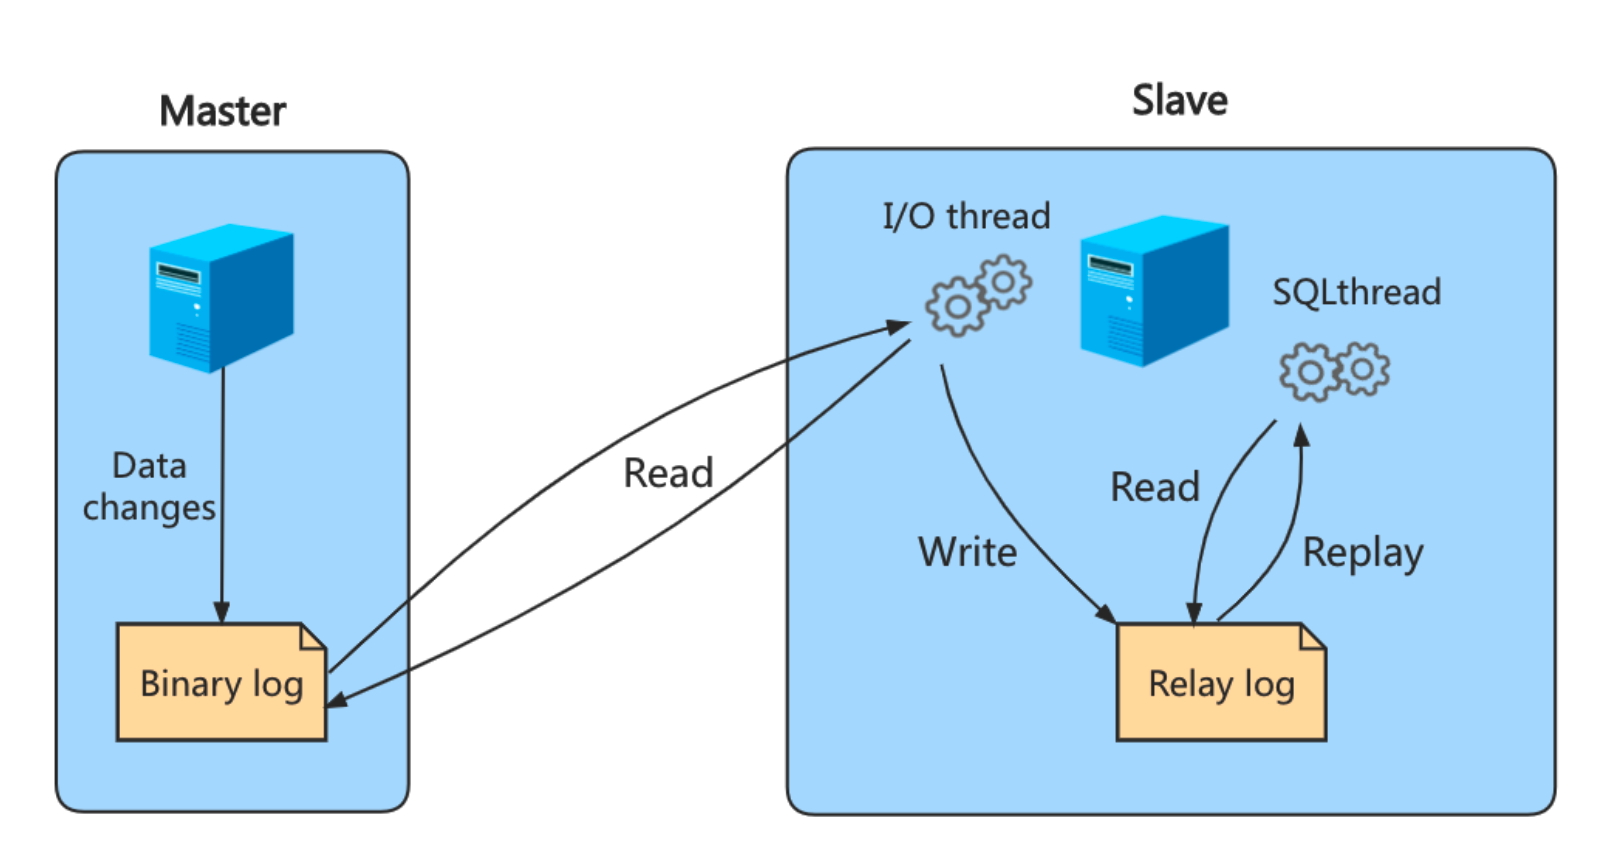 Master
Slave
I/O thread
SQLthread
Data
changes
Read
Read
Write
Replay
Binary log
Relay log